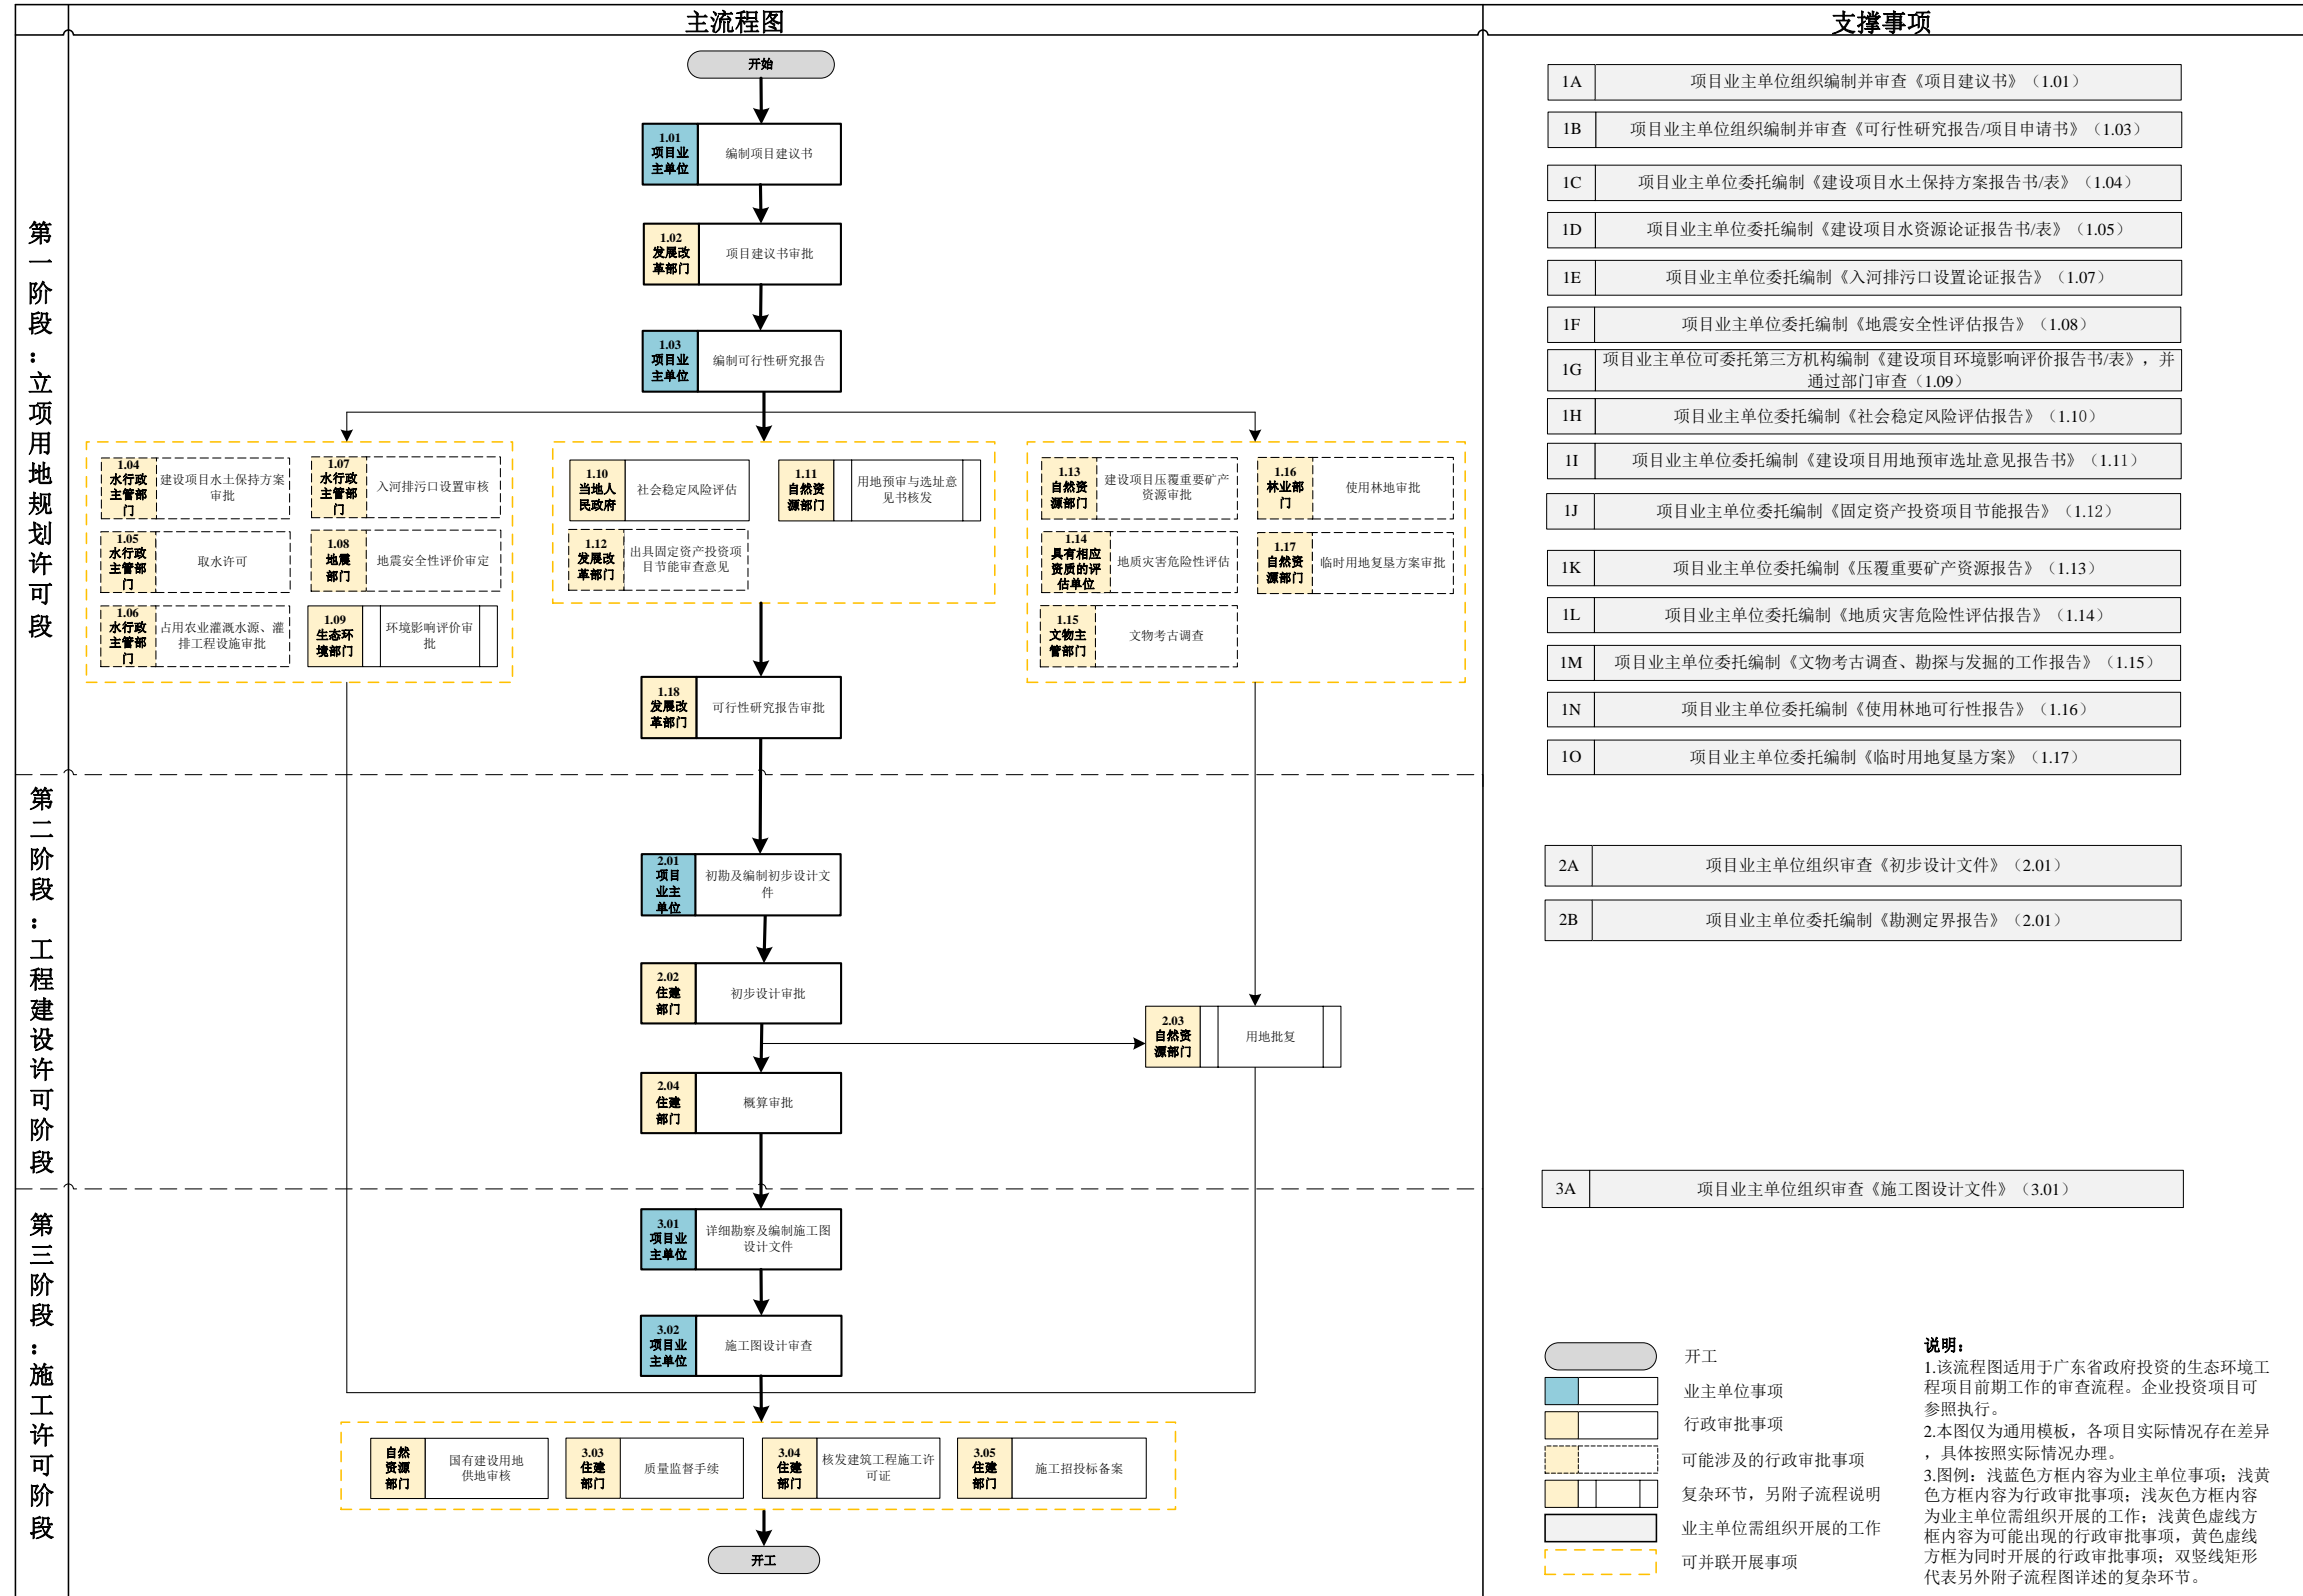 主流程图
支撑事项
第一阶段：立项用地规划许可段
开始
1.01
项目业
主单位
编制项目建议书
1.02
发展改
革部门
项目建议书审批
1.03
项目业
主单位
编制可行性研究报告
1.04
水行政
主管部
门
建设项目水土保持方案
审批
1.07
水行政
主管部
门
入河排污口设置审核
1.05
水行政
主管部
门
取水许可
1.08
地震
部门
地震安全性评价审定
1.06
水行政
主管部
门
占用农业灌溉水源、灌
排工程设施审批
1.09
生态环
境部门
环境影响评价审
批
1.10
当地人
民政府
社会稳定风险评估
1.11
自然资
源部门
用地预审与选址意
见书核发
1.12
发展改
革部门
出具固定资产投资项
目节能审查意见
1.13
自然资
源部门
建设项目压覆重要矿产
资源审批
1.16
林业部
门
使用林地审批
1.14
具有相应
资质的评
估单位
地质灾害危险性评估
1.17
自然资
源部门
临时用地复垦方案审批
1.15
文物主
管部门
文物考古调查
1.18
发展改
革部门
可行性研究报告审批
第二阶段：工程建设许可阶段
2.01
项目
业主
单位
初勘及编制初步设计文
件
2.02
住建
部门
初步设计审批
2.03
自然资
源部门
用地批复
2.04
住建
部门
概算审批
第三阶段：施工许可阶段
3.01
项目业
主单位
详细勘察及编制施工图
设计文件
3.02
项目业
主单位
施工图设计审查
自然
资源
部门
国有建设用地
供地审核
3.03
住建
部门
质量监督手续
3.04
住建
部门
核发建筑工程施工许
可证
3.05
住建
部门
施工招投标备案
开工
1A 项目业主单位组织编制并审查《项目建议书》（1.01）
1B 项目业主单位组织编制并审查《可行性研究报告/项目申请书》（1.03）
1C 项目业主单位委托编制《建设项目水土保持方案报告书/表》（1.04）
1D 项目业主单位委托编制《建设项目水资源论证报告书/表》（1.05）
1E 项目业主单位委托编制《入河排污口设置论证报告》（1.07）
1F 项目业主单位委托编制《地震安全性评估报告》（1.08）
1G 项目业主单位可委托第三方机构编制《建设项目环境影响评价报告书/表》，并
通过部门审查（1.09）
1H 项目业主单位委托编制《社会稳定风险评估报告》（1.10）
1I 项目业主单位委托编制《建设项目用地预审选址意见报告书》（1.11）
1J 项目业主单位委托编制《固定资产投资项目节能报告》（1.12）
1K 项目业主单位委托编制《压覆重要矿产资源报告》（1.13）
1L 项目业主单位委托编制《地质灾害危险性评估报告》（1.14）
1M 项目业主单位委托编制《文物考古调查、勘探与发掘的工作报告》（1.15）
1N 项目业主单位委托编制《使用林地可行性报告》（1.16）
1O 项目业主单位委托编制《临时用地复垦方案》（1.17）
2A 项目业主单位组织审查《初步设计文件》（2.01）
2B 项目业主单位委托编制《勘测定界报告》（2.01）
3A 项目业主单位组织审查《施工图设计文件》（3.01）
开工
业主单位事项
行政审批事项
可能涉及的行政审批事项
复杂环节，另附子流程说明
业主单位需组织开展的工作
可并联开展事项
说明：
1.该流程图适用于广东省政府投资的生态环境工
程项目前期工作的审查流程。企业投资项目可
参照执行。
2.本图仅为通用模板，各项目实际情况存在差异
，具体按照实际情况办理。
3.图例：浅蓝色方框内容为业主单位事项；浅黄
色方框内容为行政审批事项；浅灰色方框内容
为业主单位需组织开展的工作；浅黄色虚线方
框内容为可能出现的行政审批事项，黄色虚线
方框为同时开展的行政审批事项；双竖线矩形
代表另外附子流程图详述的复杂环节。